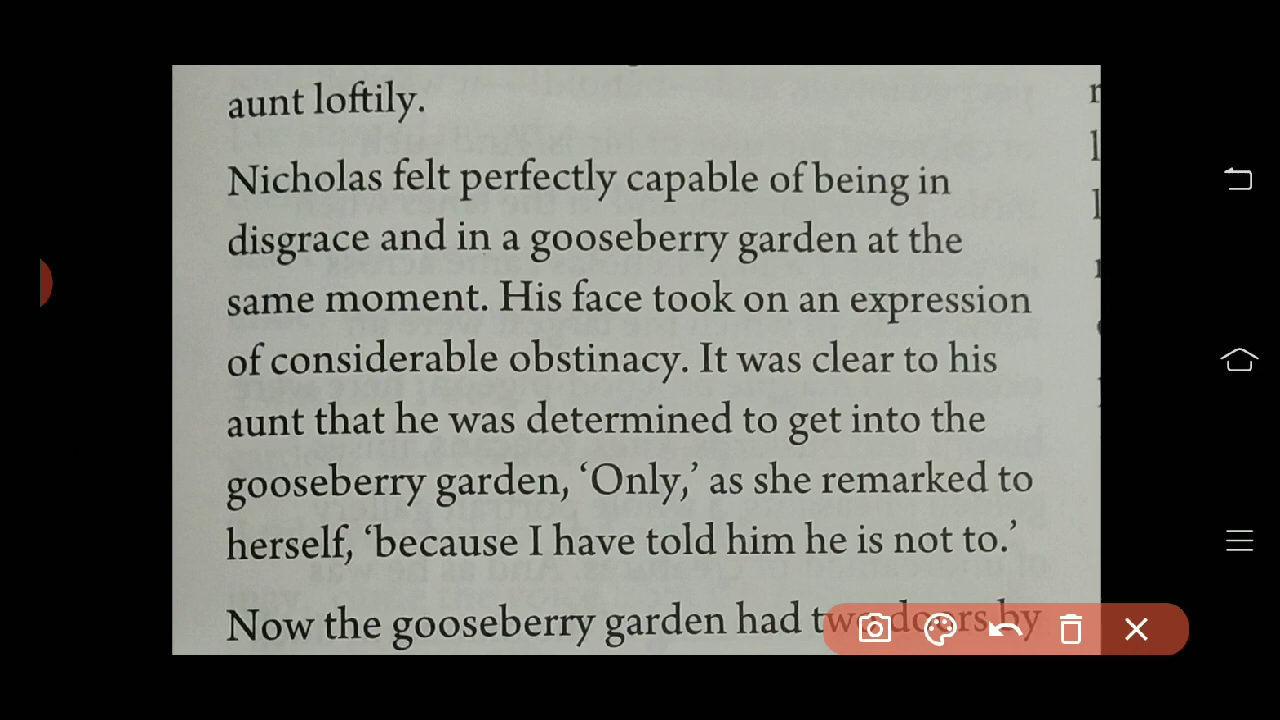 aunt loftily.
Nicholas felt perfectly capable of being in
disgrace and in a gooseberry garden at the
same moment. His face took on an expression
of considerable obstinacy. It was clear to his
aunt that he was determined to get into the
gooseberry garden, ‘Only,’ as she remarked to
herself, ‘because I have told him he is not to.’
Now the gooseberry garden had two doors by